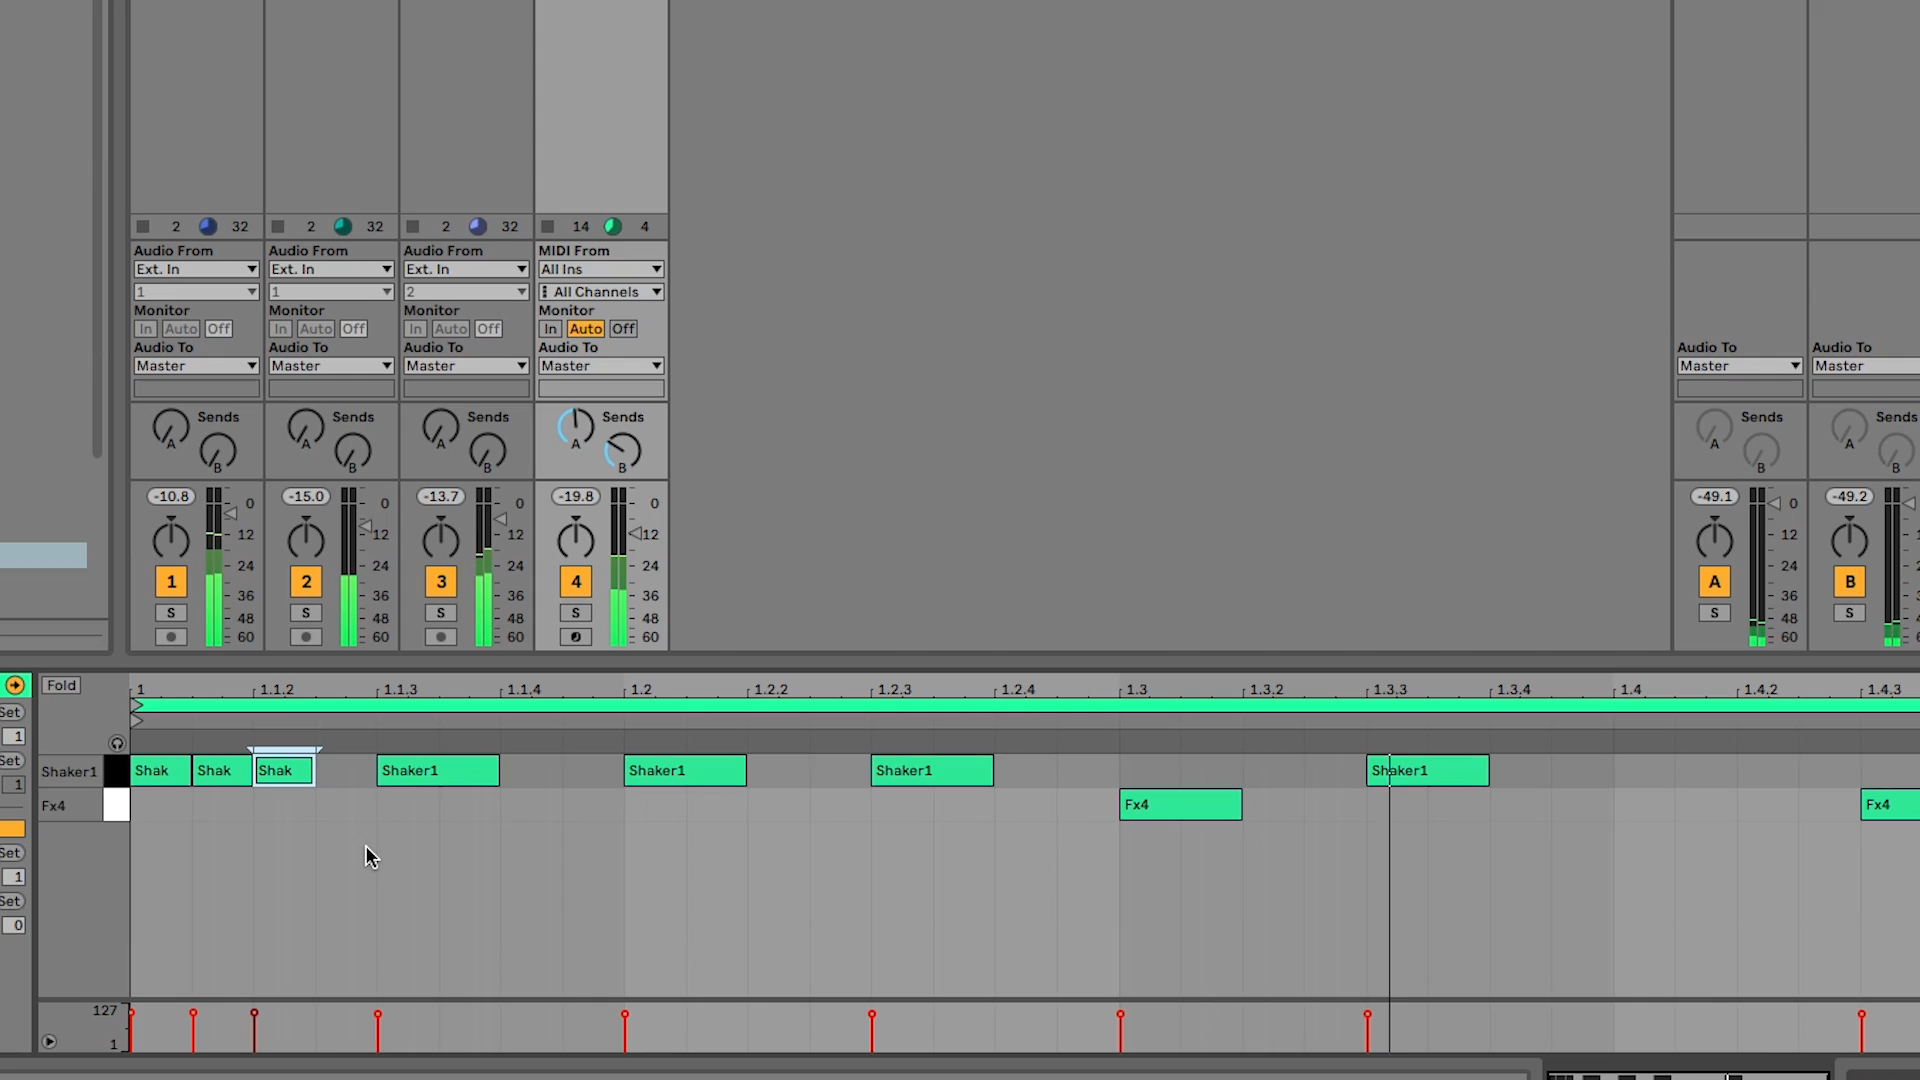 2 32 2 32 2 32 14 4
Audio From Audio From Audio From MIDI From
Ext. In Ext. In Ext. In All Ins
1 1 2 All Channels
Monitor Monitor Monitor Monitor
In Auto Off In Auto Off In Auto Off In Auto Off
Audio To Audio To Audio To Audio To Audio To Audio To
Master Master Master Master Master Master
Sends Sends Sends Sends Sends Sends
A A A A A A
B B B B B B
-10.8 0 -15.0 0 -13.7 0 -19.8 0 -49.1 0 -49.2
12 12 12 12 12
24 24 24 24 24
1 2 3 4 A B
36 36 36 36 36
S S S S S S
48 48 48 48 48
60 60 60 60 60
Fold 1 1.1.2 1.1.3 1.1.4 1.2 1.2.2 1.2.3 1.2.4 1.3 1.3.2 1.3.3 1.3.4 1.4 1.4.2 1.4.3
Set
1
Set
Shaker1 Shak Shak Shak Shaker1 Shaker1 Shaker1 Shaker1
1
Fx4 Fx4 Fx4
Set
1
Set
0
127
1